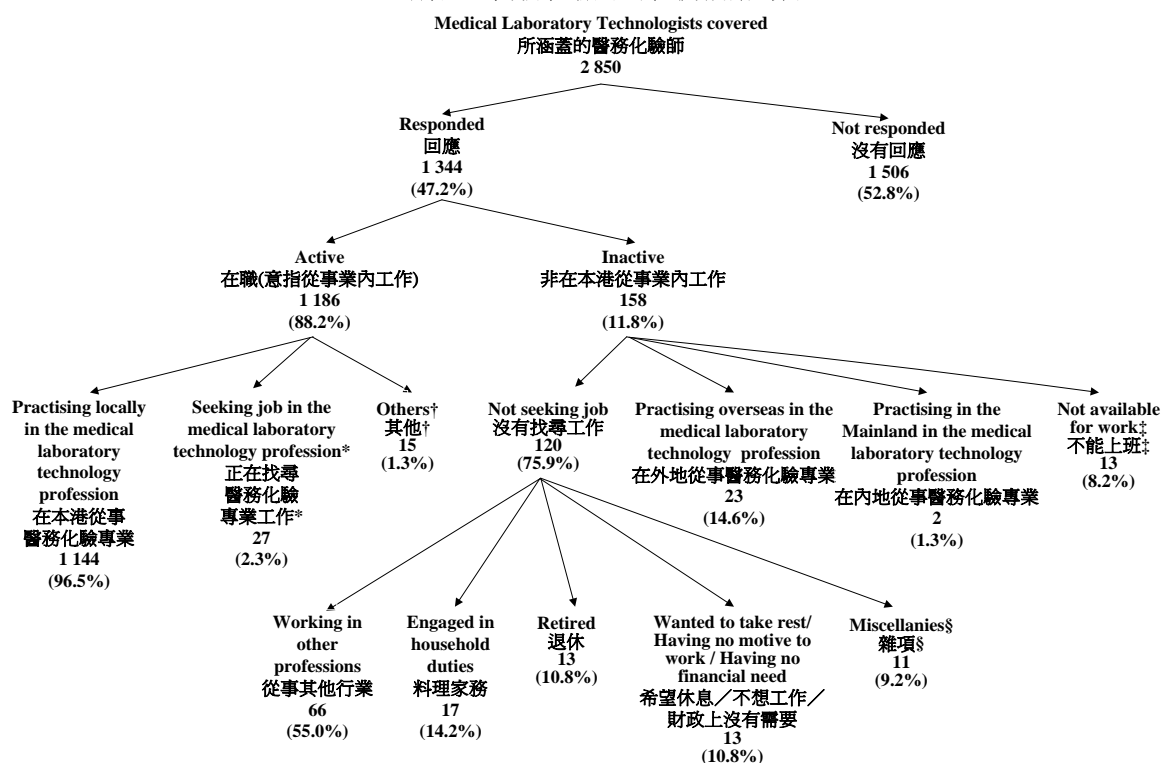 Medical Laboratory Technologists covered
所涵蓋的醫務化驗師
2 850
Responded
回應
1 344
(47.2%)
Not responded
沒有回應
1 506
(52.8%)
Active
在職(意指從事業內工作)
1 186
(88.2%)
Inactive
非在本港從事業內工作
158
(11.8%)
Practising locally
in the medical
laboratory
technology
profession
在本港從事
醫務化驗專業
1 144
(96.5%)
Seeking job in the
medical laboratory
technology profession*
正在找尋
醫務化驗
專業工作*
27
(2.3%)
Others†
其他†
15
(1.3%)
Not seeking job
沒有找尋工作
120
(75.9%)
Practising overseas in the
medical laboratory
technology profession
在外地從事醫務化驗專業
23
(14.6%)
Practising in the
Mainland in the medical
laboratory technology
profession
在內地從事醫務化驗專業
2
(1.3%)
Not available
for work‡
不能上班‡
13
(8.2%)
Working in
other
professions
從事其他行業
66
(55.0%)
Engaged in
household
duties
料理家務
17
(14.2%)
Retired
退休
13
(10.8%)
Wanted to take rest/
Having no motive to
work / Having no
financial need
希望休息／不想工作／
財政上沒有需要
13
(10.8%)
Miscellanies§
雜項§
11
(9.2%)